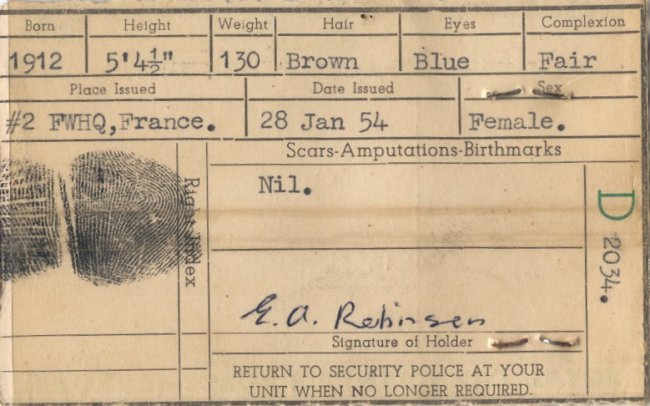 Born Height Weight Hair Eyes Complexion
1912 5'4½" 130 Brown Blue Fair
Place Issued Date Issued Sex
#2 FWHQ,France. 28 Jan 54 Female.
Scars-Amputations-Birthmarks
Nil.
Right Index
D 2034.
E. A. Robinson
Signature of Holder
RETURN TO SECURITY POLICE AT YOUR
UNIT WHEN NO LONGER REQUIRED.